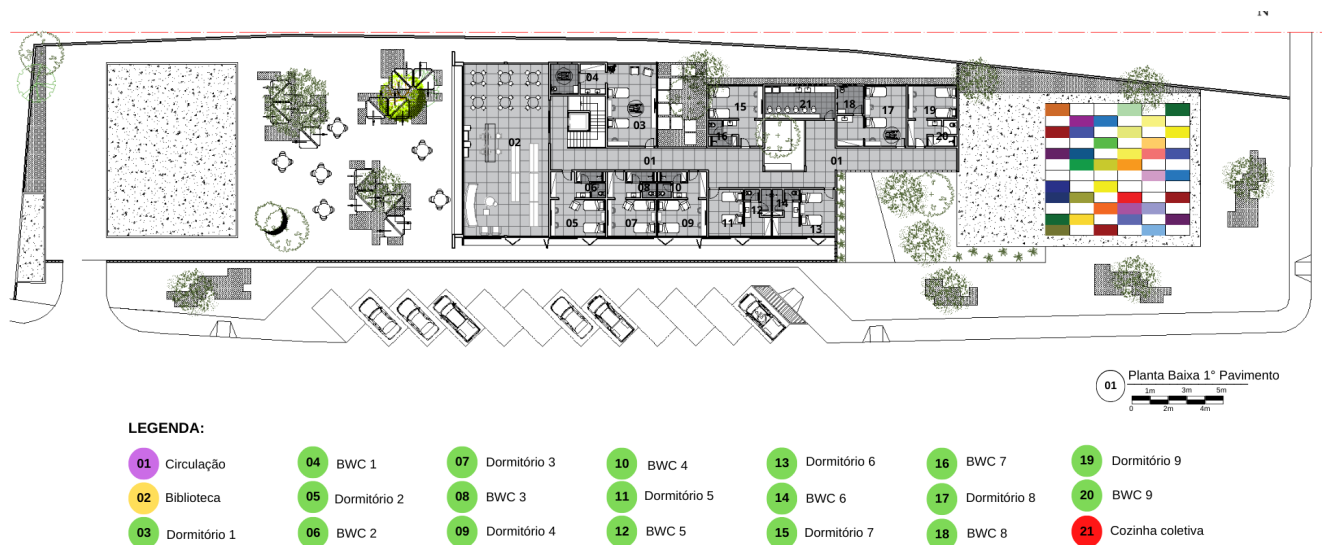 N
04
15
21
18
17
19
03
16
20
02
01
01
06
08
10
05
07
09
11
12
14
13
01
Planta Baixa 1° Pavimento
1m 3m 5m
0 2m 4m
LEGENDA:
01 Circulação
04 BWC 1
07 Dormitório 3
10 BWC 4
13 Dormitório 6
16 BWC 7
19 Dormitório 9
02 Biblioteca
05 Dormitório 2
08 BWC 3
11 Dormitório 5
14 BWC 6
17 Dormitório 8
20 BWC 9
03 Dormitório 1
06 BWC 2
09 Dormitório 4
12 BWC 5
15 Dormitório 7
18 BWC 8
21 Cozinha coletiva